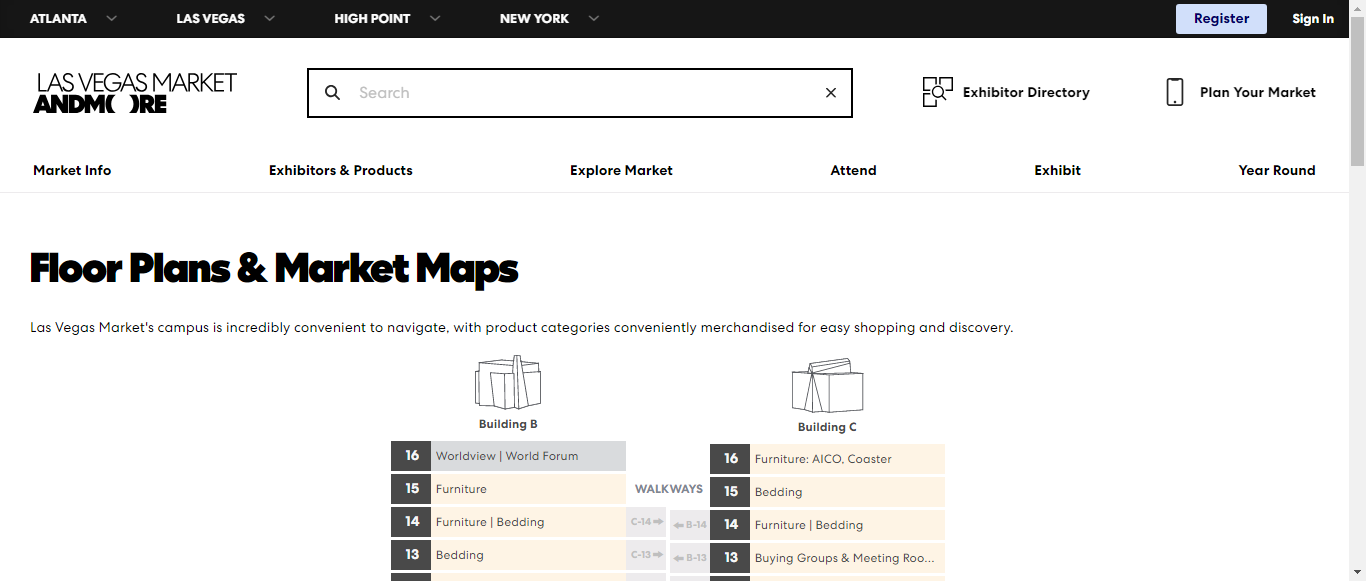 ATLANTA LAS VEGAS HIGH POINT NEW YORK Register Sign In
LAS VEGAS MARKET
ANDMORE
Search
Exhibitor Directory
Plan Your Market
Market Info Exhibitors & Products Explore Market Attend Exhibit Year Round
Floor Plans & Market Maps
Las Vegas Market's campus is incredibly convenient to navigate, with product categories conveniently merchandised for easy shopping and discovery.
Building B
16 Worldview | World Forum
15 Furniture
14 Furniture | Bedding
13 Bedding
WALKWAYS
C-14 B-14
C-13 B-13
Building C
16 Furniture: AICO, Coaster
15 Bedding
14 Furniture | Bedding
13 Buying Groups & Meeting Roo...